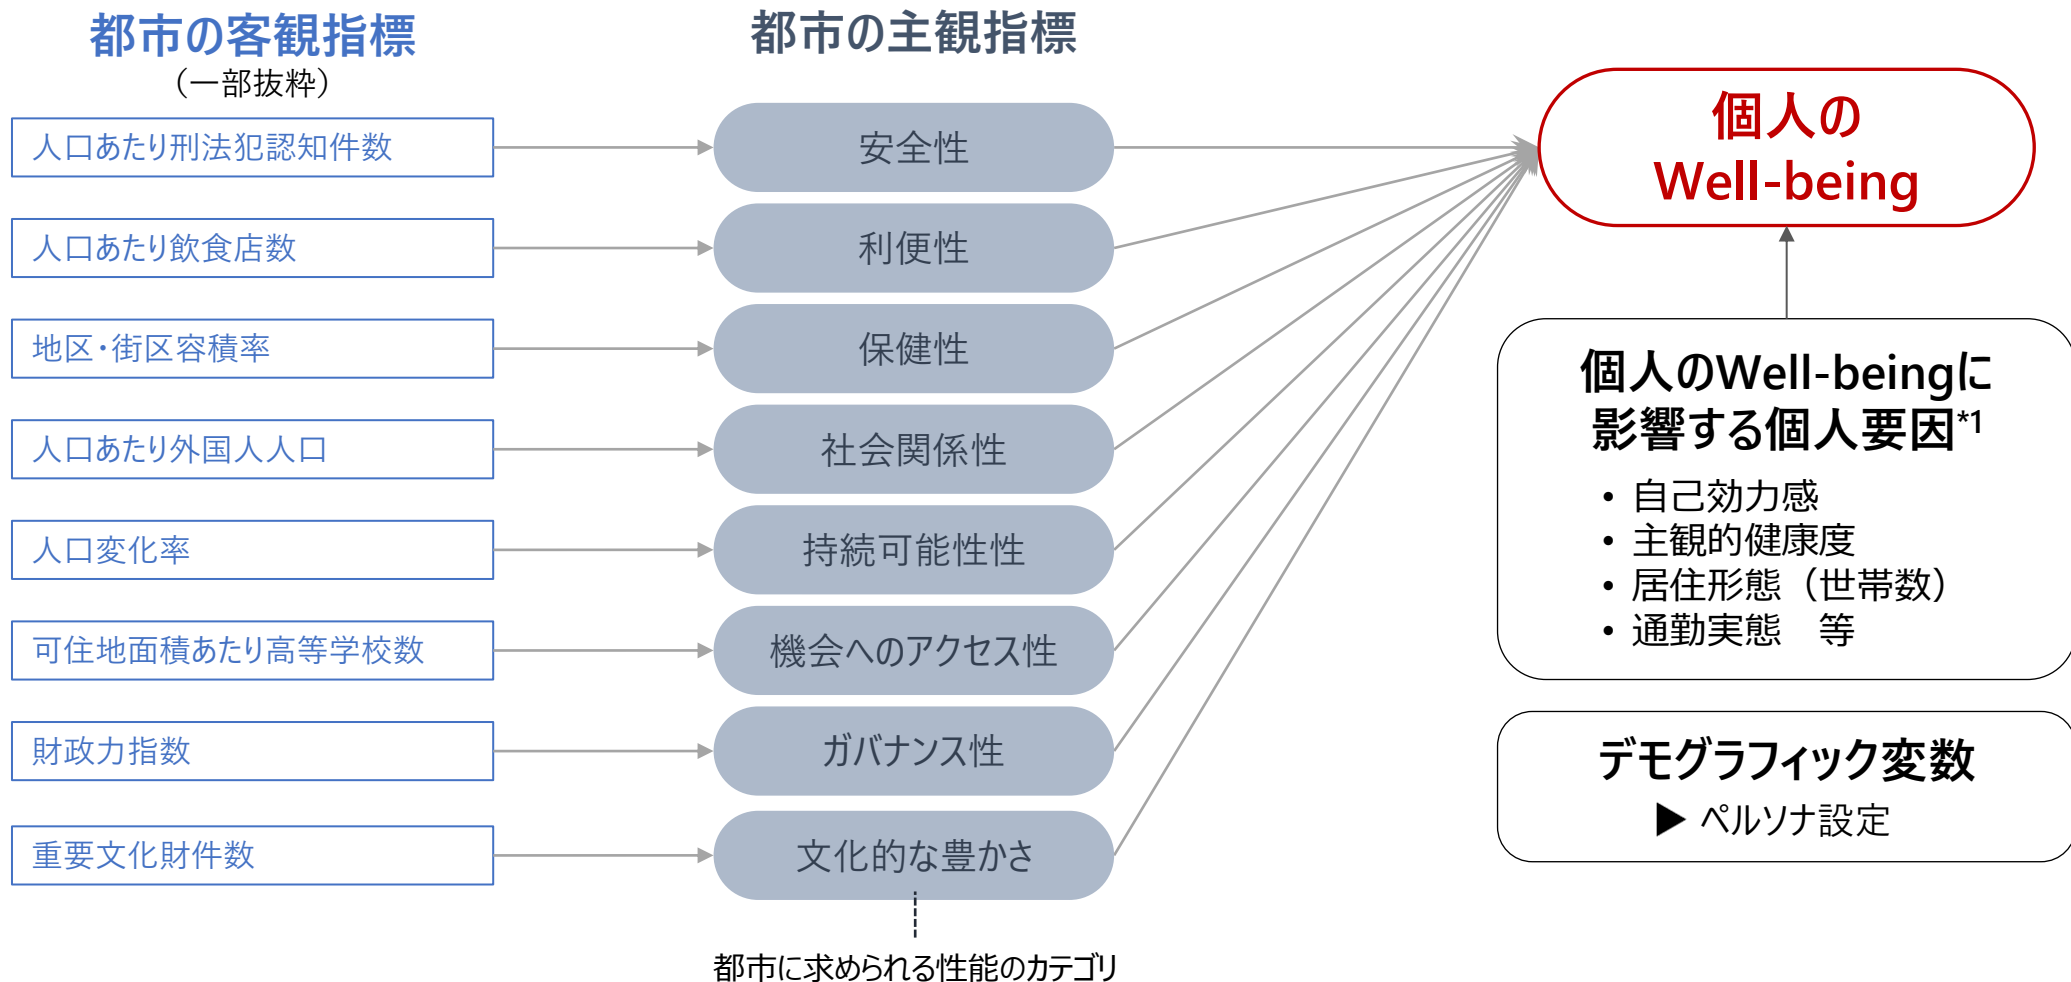 都市の客観指標
（一部抜粋）
人口あたり刑法犯認知件数
人口あたり飲食店数
地区・街区容積率
人口あたり外国人人口
人口変化率
可住地面積あたり高等学校数
財政力指数
重要文化財件数
都市の主観指標
安全性
利便性
保健性
社会関係性
持続可能性性
機会へのアクセス性
ガバナンス性
文化的な豊かさ
都市に求められる性能のカテゴリ
個人の
Well-being
個人のWell-beingに
影響する個人要因*1
• 自己効力感
• 主観的健康度
• 居住形態（世帯数）
• 通勤実態　等
デモグラフィック変数
▶ ペルソナ設定